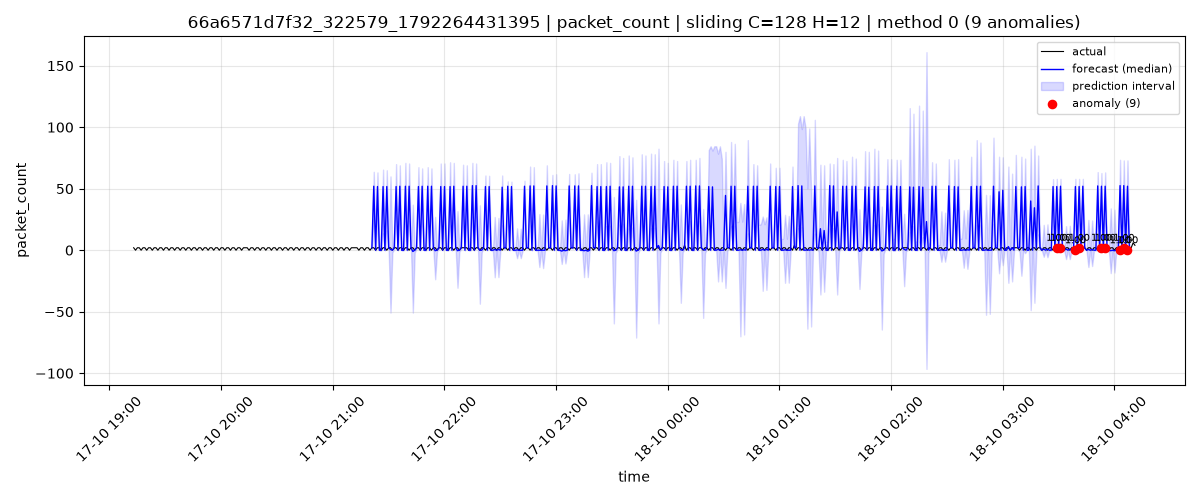 66a6571d7f32_322579_1792264431395 | packet_count | sliding C=128 H=12 | method 0 (9 anomalies)
actual
forecast (median)
prediction interval
anomaly (9)
packet_count
150
100
50
0
−50
−100
17-10 19:00
17-10 20:00
17-10 21:00
17-10 22:00
17-10 23:00
18-10 00:00
18-10 01:00
18-10 02:00
18-10 03:00
18-10 04:00
time